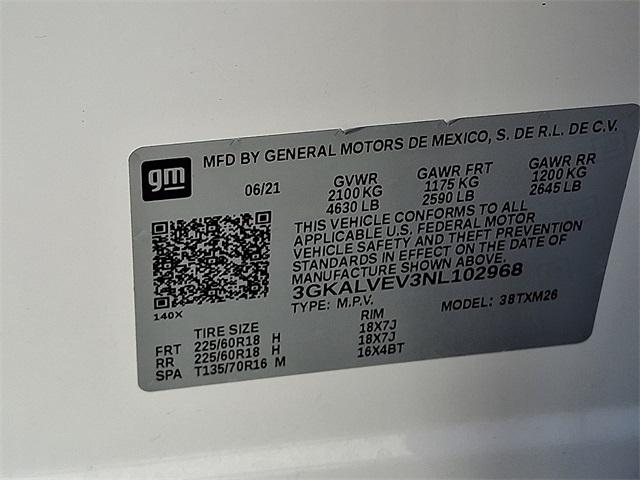 MFD BY GENERAL MOTORS DE MEXICO, S. DE R.L. DE C.V.
gm
06/21
GVWR
2100 KG
4630 LB
GAWR FRT
1175 KG
2590 LB
GAWR RR
1200 KG
2645 LB
THIS VEHICLE CONFORMS TO ALL
APPLICABLE U.S. FEDERAL MOTOR
VEHICLE SAFETY AND THEFT PREVENTION
STANDARDS IN EFFECT ON THE DATE OF
MANUFACTURE SHOWN ABOVE.
3GKALVEV3NL102968
TYPE: M.P.V.
MODEL: 38TXM26
140X
TIRE SIZE RIM
FRT 225/60R18 H 18X7J
RR 225/60R18 H 18X7J
SPA T135/70R16 M 16X4BT